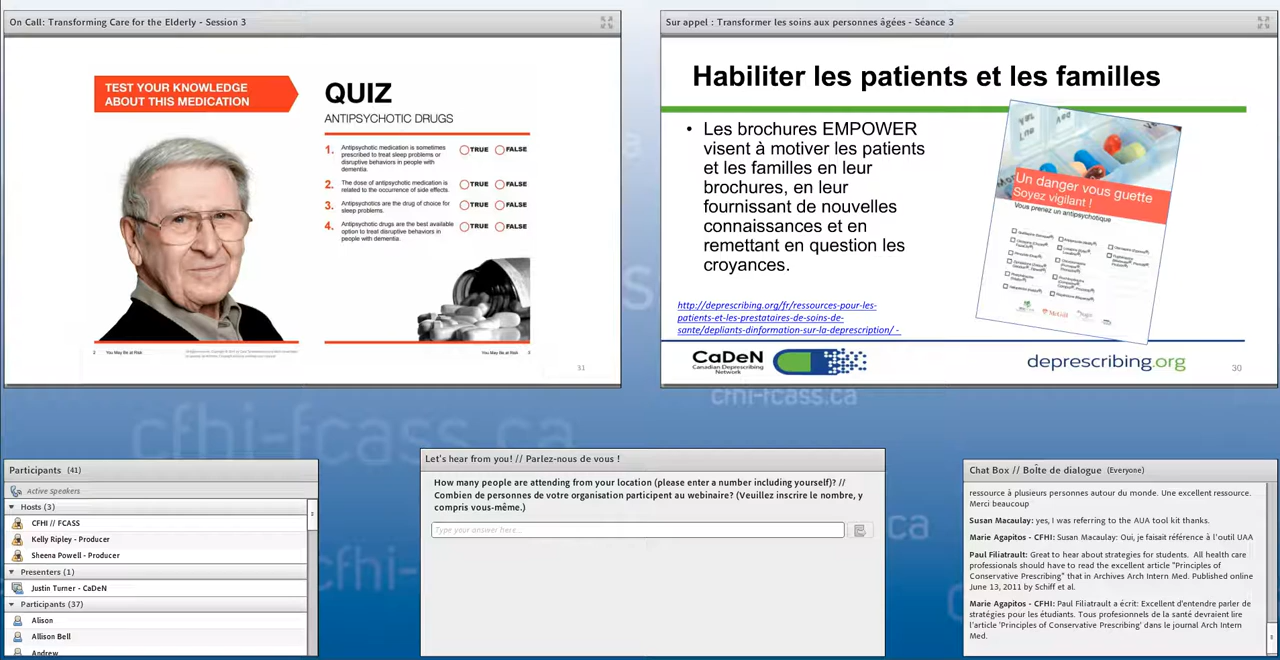 On Call: Transforming Care for the Elderly - Session 3
TEST YOUR KNOWLEDGE
ABOUT THIS MEDICATION
QUIZ
ANTIPSYCHOTIC DRUGS
1. Antipsychotic medication is sometimes
prescribed to treat sleep problems or
disruptive behaviors in people with
dementia.
TRUE FALSE
2. The dose of antipsychotic medication is
related to the occurrence of side effects.
TRUE FALSE
3. Antipsychotics are the drug of choice for
sleep problems.
TRUE FALSE
4. Antipsychotic drugs are the best available
option to treat disruptive behaviors in
people with dementia.
TRUE FALSE
2 You May Be at Risk
You May Be at Risk 3
31
Sur appel : Transformer les soins aux personnes âgées - Séance 3
Habiliter les patients et les familles
• Les brochures EMPOWER
visent à motiver les patients
et les familles en leur
brochures, en leur
fournissant de nouvelles
connaissances et en
remettant en question les
croyances.
http://deprescribing.org/fr/ressources-pour-les-
patients-et-les-prestataires-de-soins-de-
sante/depliants-dinformation-sur-la-deprescription/ -
Un danger vous guette
Soyez vigilant !
Vous prenez un antipsychotique
McGill
CaDeN
Canadian Deprescribing
Network
deprescribing.org
30
cfhi-fcass.ca
cfhi-fcass.ca
Participants (41)
Active Speakers
Hosts (3)
CFHI // FCASS
Kelly Ripley - Producer
Sheena Powell - Producer
Presenters (1)
Justin Turner - CaDeN
Participants (37)
Alison
Allison Bell
Andrew
Let's hear from you! // Parlez-nous de vous !
How many people are attending from your location (please enter a number including yourself)? //
Combien de personnes de votre organisation participent au webinaire? (Veuillez inscrire le nombre, y
compris vous-même.)
Type your answer here...
Chat Box // Boîte de dialogue (Everyone)
ressource à plusieurs personnes autour du monde. Une excellent ressource.
Merci beaucoup
Susan Macaulay: yes, I was referring to the AUA tool kit thanks.
Marie Agapitos - CFHI: Susan Macaulay: Oui, je faisait référence à l'outil UAA
Paul Filiatrault: Great to hear about strategies for students. All health care
professionals should have to read the excellent article "Principles of
Conservative Prescribing" that in Archives Arch Intern Med. Published online
June 13, 2011 by Schiff et al.
Marie Agapitos - CFHI: Paul Filiatrault a écrit: Excellent d'entendre parler de
stratégies pour les étudiants. Tous profesionnels de la santé devraient lire
l'article 'Principles of Conservative Prescribing' dans le journal Arch Intern
Med.